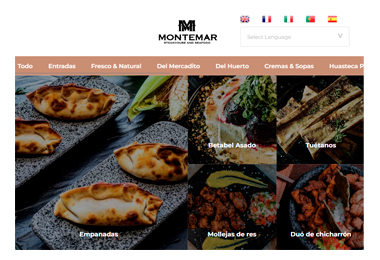 MONTEMAR
STEAKHOUSE AND SEAFOOD
Select Language
Todo Entradas Fresco & Natural Del Mercadito Del Huerto Cremas & Sopas Huasteca P
Betabel Asado
Tuétanos
Empanadas
Mollejas de res
Duó de chicharrón